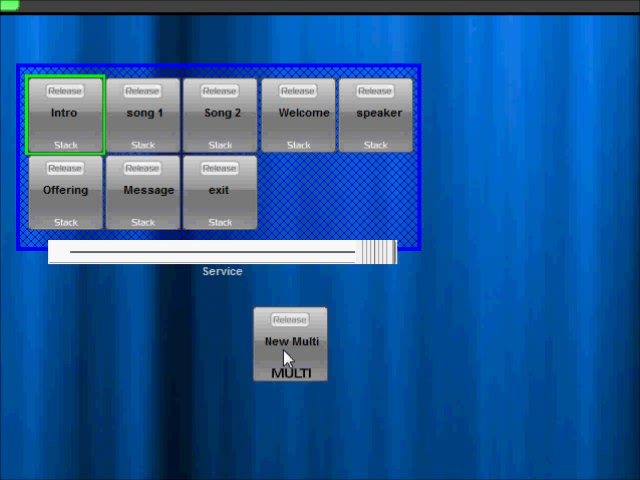 Release Release Release Release Release
Intro song 1 Song 2 Welcome speaker
Stack Stack Stack Stack Stack
Release Release Release
Offering Message exit
Stack Stack Stack
Service
Release
New Multi
MULTI